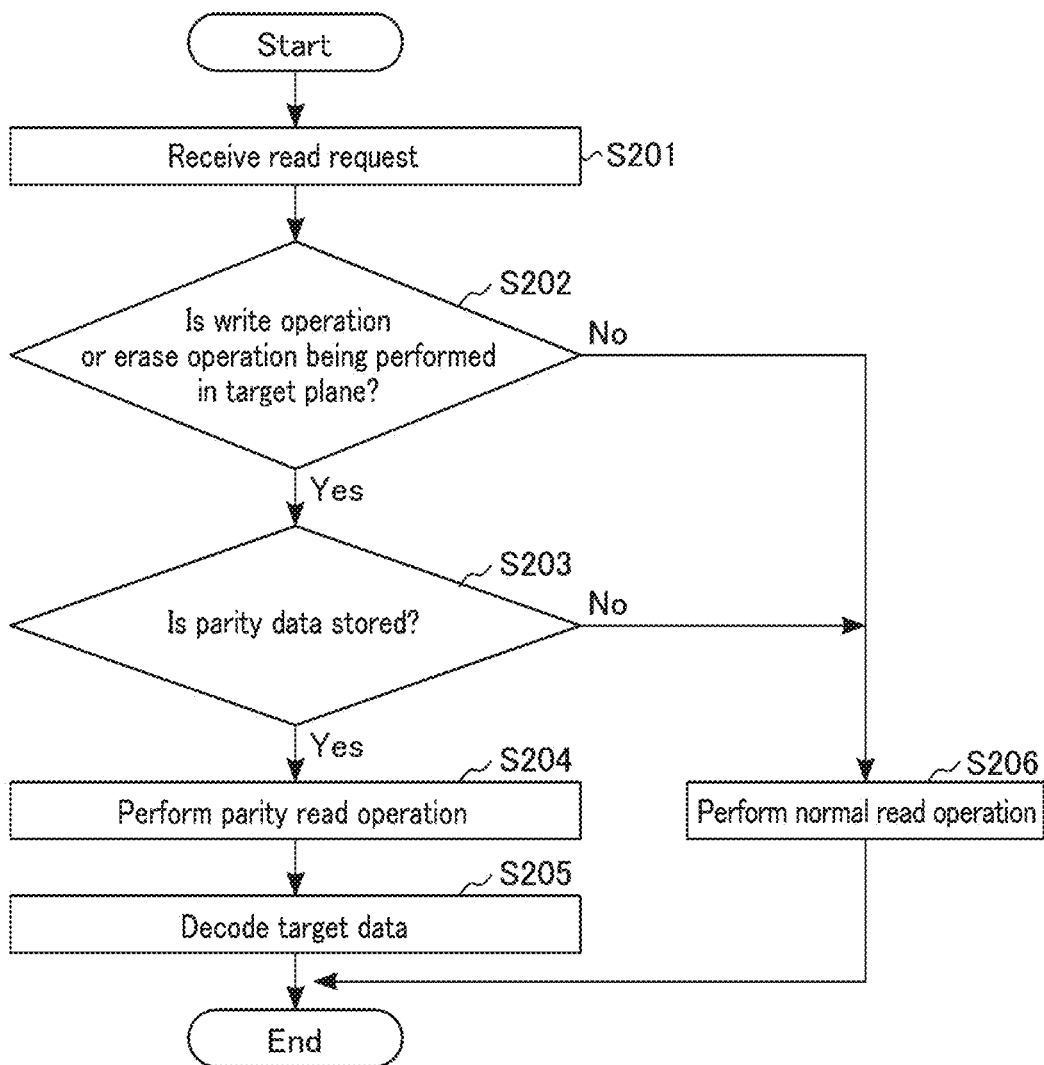 Start
Receive read request
S201
S202
Is write operation
or erase operation being performed
in target plane?
No
Yes
S203
Is parity data stored?
No
Yes
S204
Perform parity read operation
S206
Perform normal read operation
S205
Decode target data
End